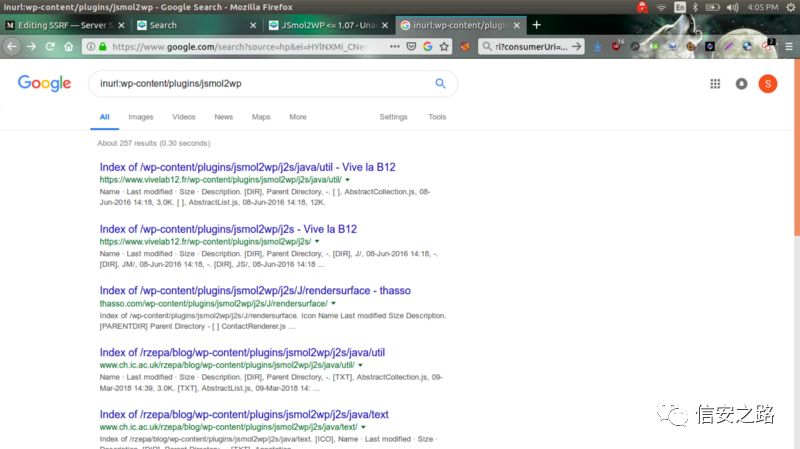 inurl:wp-content/plugins/jsmol2wp - Google Search - Mozilla Firefox
En
4:05 PM
Editing SSRF — Server S
Search
JSmol2WP <= 1.07 - Una
inurl:wp-content/plugins/
https://www.google.com/search?source=hp&ei=
ri?consumerUri=...
Google
inurl:wp-content/plugins/jsmol2wp
S
All
Images
Videos
News
Maps
More
Settings
Tools
About 257 results (0.30 seconds)
Index of /wp-content/plugins/jsmol2wp/j2s/java/util - Vive la B12
https://www.vivelab12.fr/wp-content/plugins/jsmol2wp/j2s/java/util/
Name · Last modified · Size · Description. [DIR], Parent Directory, -. [ ], AbstractCollection.js, 08-
Jun-2016 14:18, 3.0K. [ ], AbstractList.js, 08-Jun-2016 14:18, 12K.
Index of /wp-content/plugins/jsmol2wp/j2s - Vive la B12
https://www.vivelab12.fr/wp-content/plugins/jsmol2wp/j2s/
Name · Last modified · Size · Description. [DIR], Parent Directory, -. [DIR], J/, 08-Jun-2016 14:18, -.
[DIR], JM/, 08-Jun-2016 14:18, -. [DIR], JS/, 08-Jun-2016 14:18 ...
Index of /wp-content/plugins/jsmol2wp/j2s/J/rendersurface - thasso
thasso.com/wp-content/plugins/jsmol2wp/j2s/J/rendersurface/
Index of /wp-content/plugins/jsmol2wp/j2s/J/rendersurface. Icon Name Last modified Size Description.
[PARENTDIR] Parent Directory - [ ] ContactRenderer.js ...
Index of /rzepa/blog/wp-content/plugins/jsmol2wp/j2s/java/util
www.ch.ic.ac.uk/rzepa/blog/wp-content/plugins/jsmol2wp/j2s/java/util/
Name · Last modified · Size · Description. [DIR], Parent Directory, -. [TXT], AbstractCollection.js, 09-
Mar-2018 14:39, 3.0K. [TXT], AbstractList.js, 09-Mar-2018 14: ...
Index of /rzepa/blog/wp-content/plugins/jsmol2wp/j2s/java/text
www.ch.ic.ac.uk/rzepa/blog/wp-content/plugins/jsmol2wp/j2s/java/text/
Index of /rzepa/blog/wp-content/plugins/jsmol2wp/j2s/java/text. [ICO], Name · Last modified · Size ·
Description. [DIR], Parent Directory, -. [TXT], Annotation
信安之路